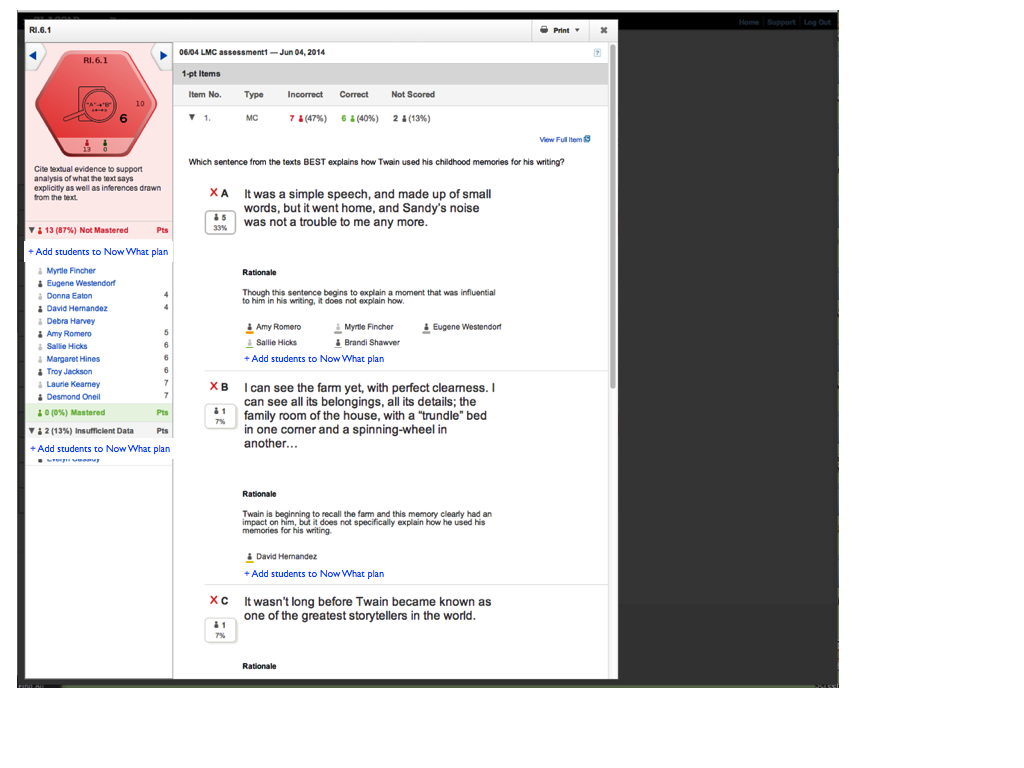 Home Support Log Out
RI.6.1
Print
06/04 LMC assessment1 — Jun 04, 2014
?
RI.6.1
"A"→"B"
10
6
13 0
Cite textual evidence to support
analysis of what the text says
explicitly as well as inferences drawn
from the text.
13 (87%) Not Mastered Pts
+ Add students to Now What plan
Myrtle Fincher
Eugene Westendorf
Donna Eaton 4
David Hernandez 4
Debra Harvey
Amy Romero 5
Sallie Hicks 6
Margaret Hines 6
Troy Jackson 6
Laurie Kearney 7
Desmond Oneil 7
0 (0%) Mastered Pts
2 (13%) Insufficient Data Pts
+ Add students to Now What plan
1-pt Items
Item No. Type Incorrect Correct Not Scored
1. MC 7 (47%) 6 (40%) 2 (13%)
View Full Item
Which sentence from the texts BEST explains how Twain used his childhood memories for his writing?
X A It was a simple speech, and made up of small
words, but it went home, and Sandy's noise
was not a trouble to me any more.
5
33%
Rationale
Though this sentence begins to explain a moment that was influential
to him in his writing, it does not explain how.
Amy Romero Myrtle Fincher Eugene Westendorf
Sallie Hicks Brandi Shawver
+ Add students to Now What plan
X B I can see the farm yet, with perfect clearness. I
can see all its belongings, all its details; the
family room of the house, with a “trundle” bed
in one corner and a spinning-wheel in
another…
1
7%
Rationale
Twain is beginning to recall the farm and this memory clearly had an
impact on him, but it does not specifically explain how he used his
memories for his writing.
David Hernandez
+ Add students to Now What plan
X C It wasn't long before Twain became known as
one of the greatest storytellers in the world.
1
7%
Rationale